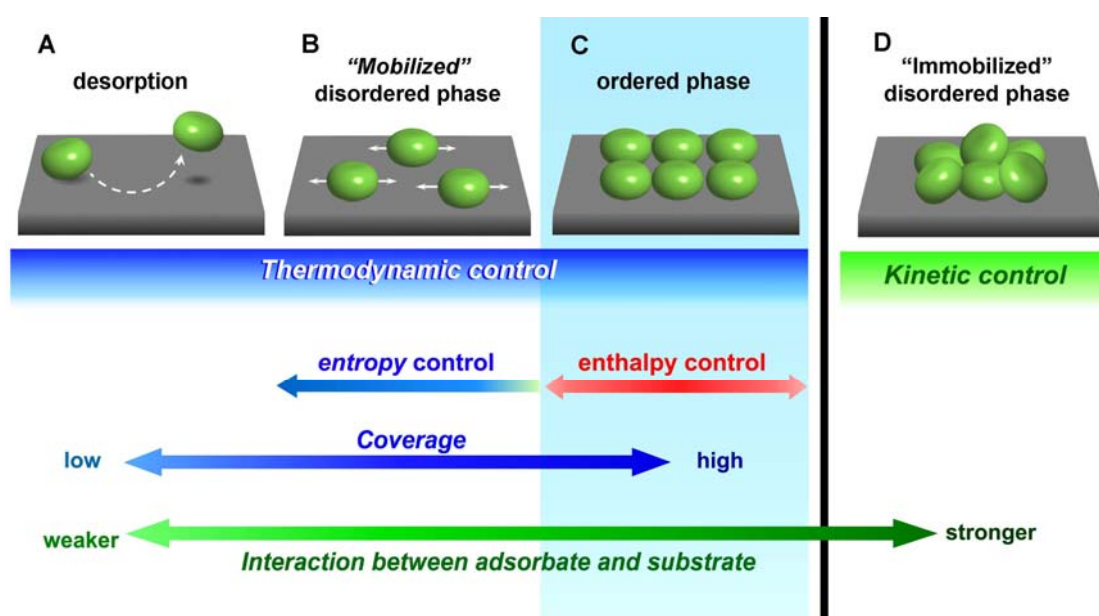 A
desorption
B
“Mobilized”
disordered phase
C
ordered phase
D
“Immobilized”
disordered phase
Thermodynamic control
Kinetic control
entropy control
enthalpy control
Coverage
low
high
weaker
stronger
Interaction between adsorbate and substrate